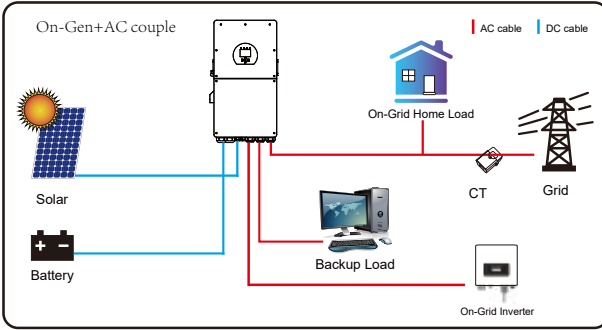 On-Gen+AC couple
AC cable
DC cable
On-Grid Home Load
Solar
CT
Grid
Battery
Backup Load
On-Grid Inverter